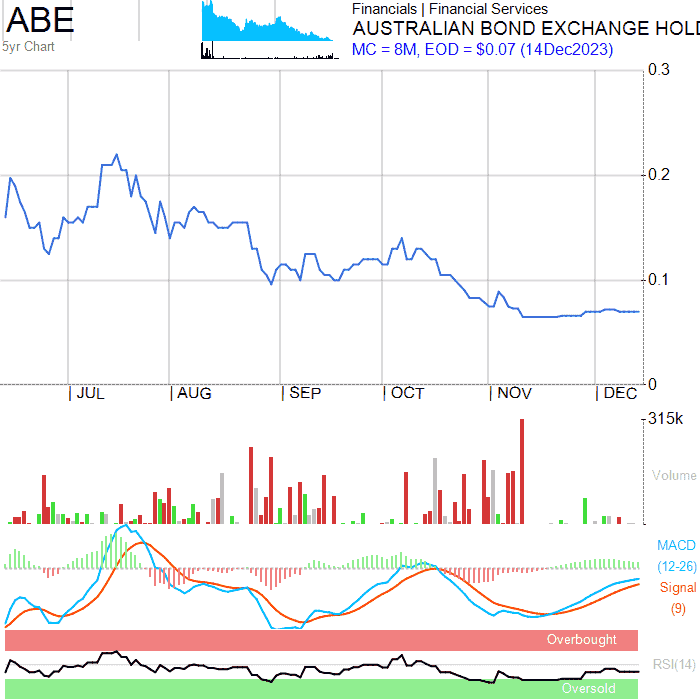 ABE
5yr Chart
Financials | Financial Services
AUSTRALIAN BOND EXCHANGE HOLD
MC = 8M, EOD = $0.07 (14Dec2023)
0.3
0.2
0.1
0
JUL
AUG
SEP
OCT
NOV
DEC
315k
Volume
MACD
(12-26)
Signal
(9)
Overbought
RSI(14)
Oversold